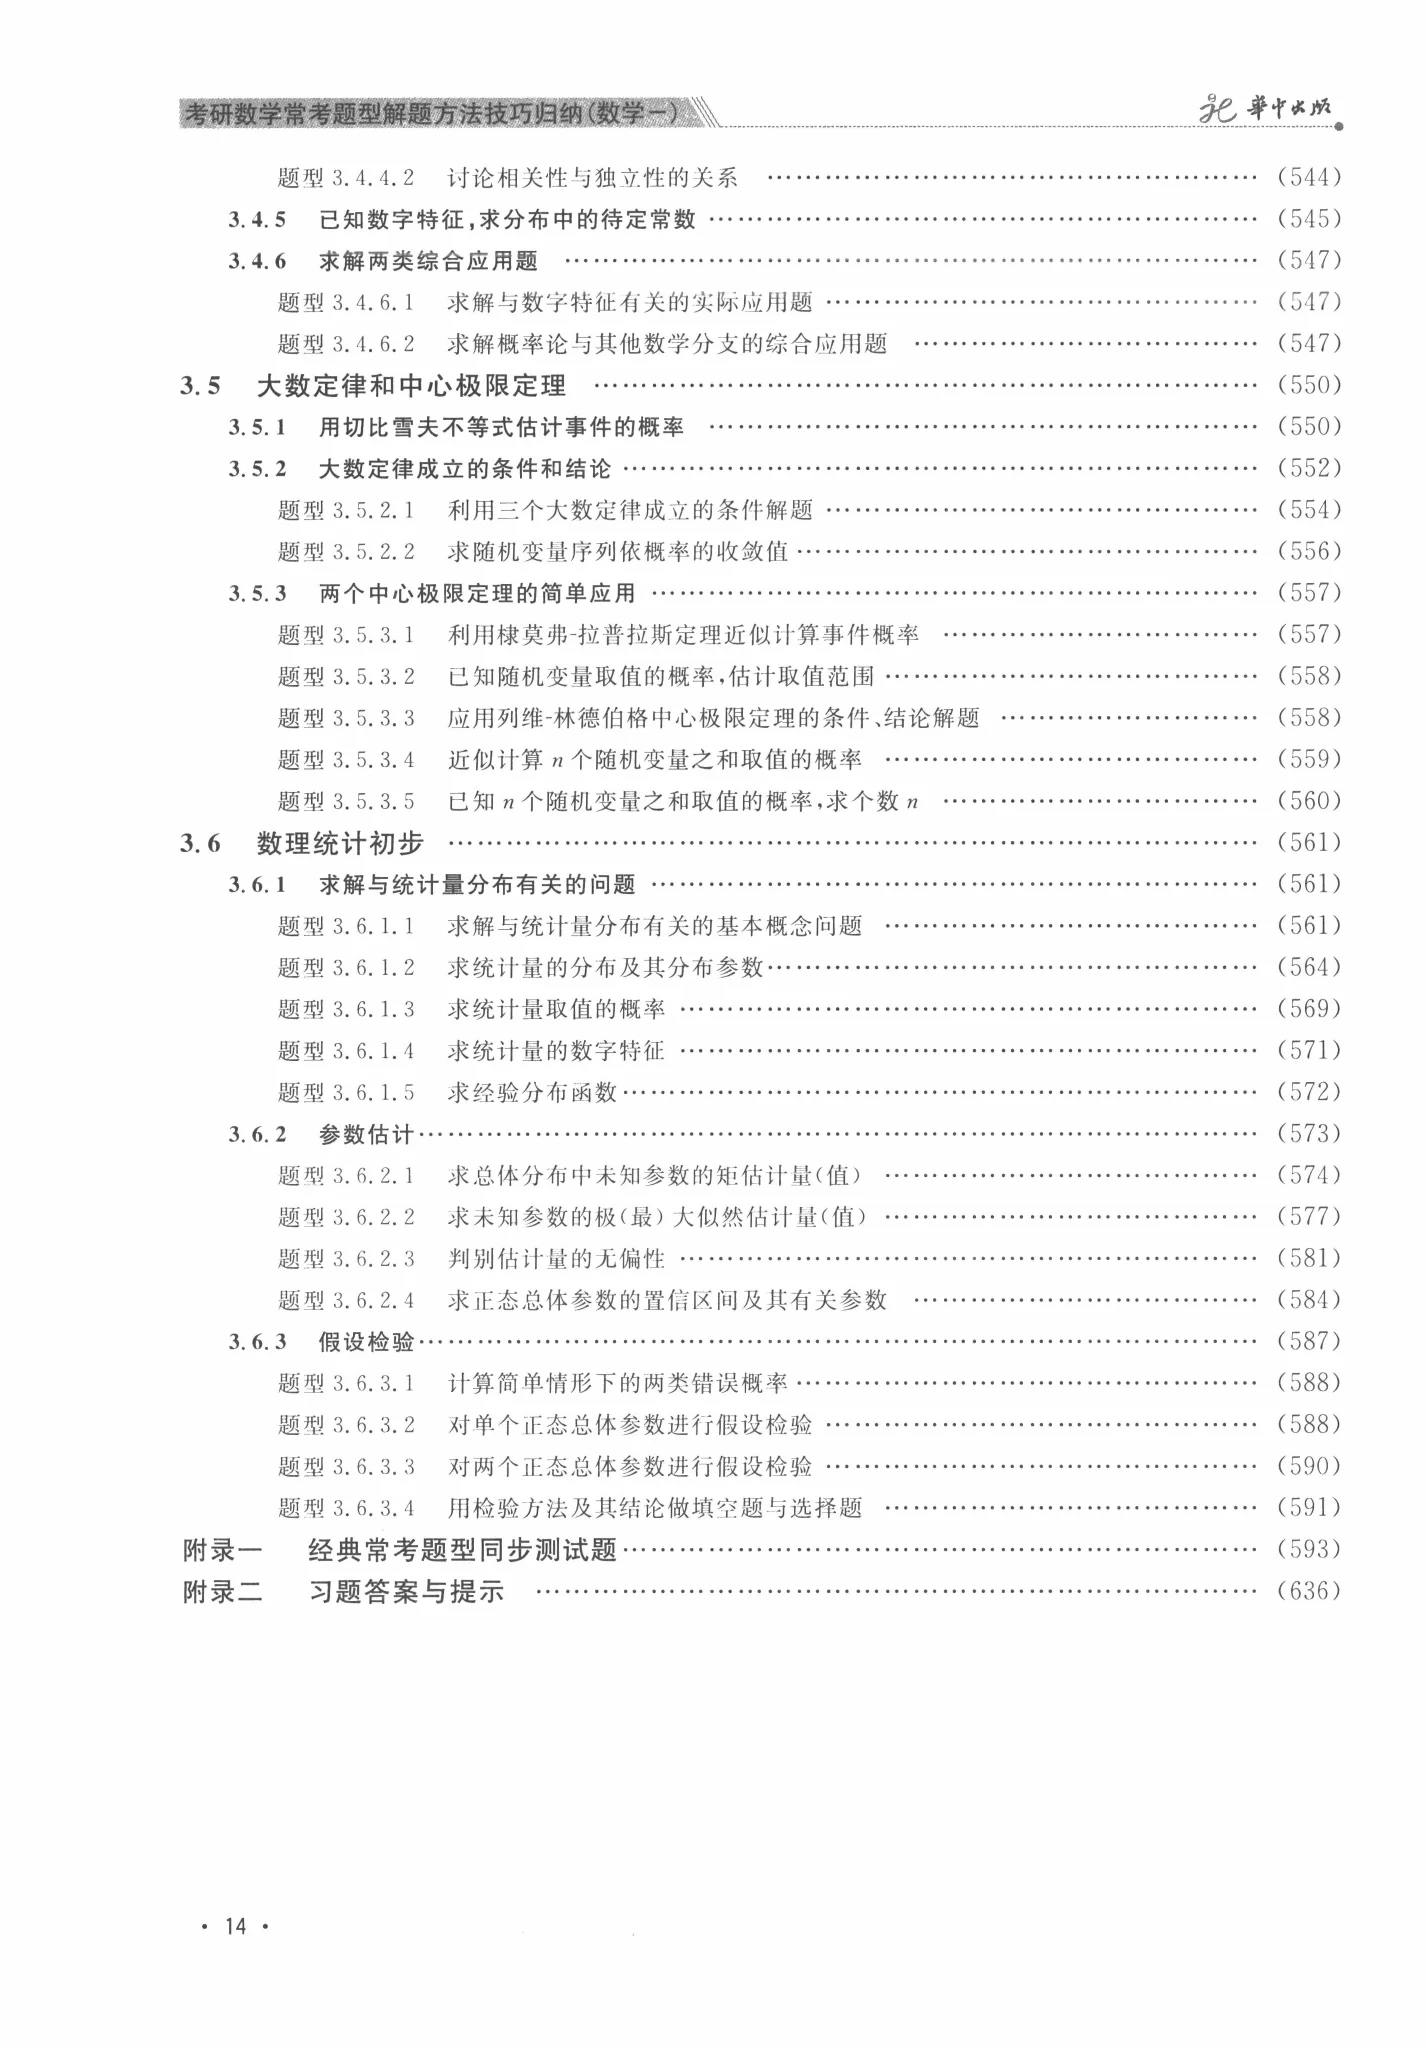 考研数学常考题型解题方法技巧归纳(数学一)
华中出版
题型 3.4.4.2 讨论相关性与独立性的关系 ……………………………………………… (544)
3.4.5 已知数字特征,求分布中的待定常数 …………………………………………………… (545)
3.4.6 求解两类综合应用题 ………………………………………………………………… (547)
题型 3.4.6.1 求解与数字特征有关的实际应用题 ………………………………………… (547)
题型 3.4.6.2 求解概率论与其他数学分支的综合应用题 ……………………………… (547)
3.5 大数定律和中心极限定理 ……………………………………………………………… (550)
3.5.1 用切比雪夫不等式估计事件的概率 …………………………………………………… (550)
3.5.2 大数定律成立的条件和结论 …………………………………………………………… (552)
题型 3.5.2.1 利用三个大数定律成立的条件解题 ………………………………………… (554)
题型 3.5.2.2 求随机变量序列依概率的收敛值 …………………………………………… (556)
3.5.3 两个中心极限定理的简单应用 ………………………………………………………… (557)
题型 3.5.3.1 利用棣莫弗-拉普拉斯定理近似计算事件概率 …………………………… (557)
题型 3.5.3.2 已知随机变量取值的概率,估计取值范围 ………………………………… (558)
题型 3.5.3.3 应用列维-林德伯格中心极限定理的条件、结论解题 ……………………… (558)
题型 3.5.3.4 近似计算 n 个随机变量之和取值的概率 ………………………………… (559)
题型 3.5.3.5 已知 n 个随机变量之和取值的概率,求个数 n …………………………… (560)
3.6 数理统计初步 …………………………………………………………………………… (561)
3.6.1 求解与统计量分布有关的问题 ………………………………………………………… (561)
题型 3.6.1.1 求解与统计量分布有关的基本概念问题 ………………………………… (561)
题型 3.6.1.2 求统计量的分布及其分布参数 ……………………………………………… (564)
题型 3.6.1.3 求统计量取值的概率 ……………………………………………………… (569)
题型 3.6.1.4 求统计量的数字特征 ……………………………………………………… (571)
题型 3.6.1.5 求经验分布函数 …………………………………………………………… (572)
3.6.2 参数估计 ………………………………………………………………………………… (573)
题型 3.6.2.1 求总体分布中未知参数的矩估计量(值) ………………………………… (574)
题型 3.6.2.2 求未知参数的极(最)大似然估计量(值) ………………………………… (577)
题型 3.6.2.3 判别估计量的无偏性 ……………………………………………………… (581)
题型 3.6.2.4 求正态总体参数的置信区间及其有关参数 ……………………………… (584)
3.6.3 假设检验 ………………………………………………………………………………… (587)
题型 3.6.3.1 计算简单情形下的两类错误概率 …………………………………………… (588)
题型 3.6.3.2 对单个正态总体参数进行假设检验 ………………………………………… (588)
题型 3.6.3.3 对两个正态总体参数进行假设检验 ………………………………………… (590)
题型 3.6.3.4 用检验方法及其结论做填空题与选择题 ………………………………… (591)
附录一 经典常考题型同步测试题 …………………………………………………………… (593)
附录二 习题答案与提示 …………………………………………………………………… (636)
· 14 ·